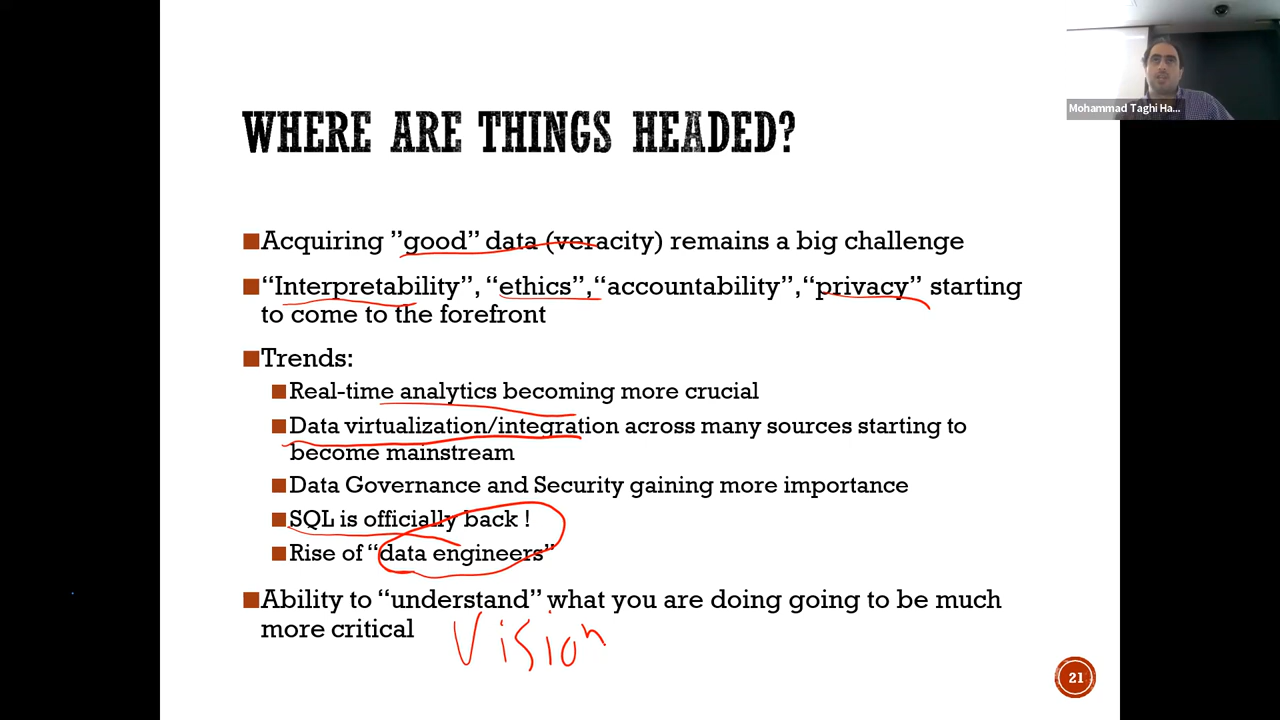 Mohammad Taghi Ha...
WHERE ARE THINGS HEADED?
Acquiring ”good” data (veracity) remains a big challenge
“Interpretability”, “ethics”, “accountability”, “privacy” starting
to come to the forefront
Trends:
Real-time analytics becoming more crucial
Data virtualization/integration across many sources starting to
become mainstream
Data Governance and Security gaining more importance
SQL is officially back !
Rise of “data engineers”
Ability to “understand” what you are doing going to be much
more critical
Vision
21